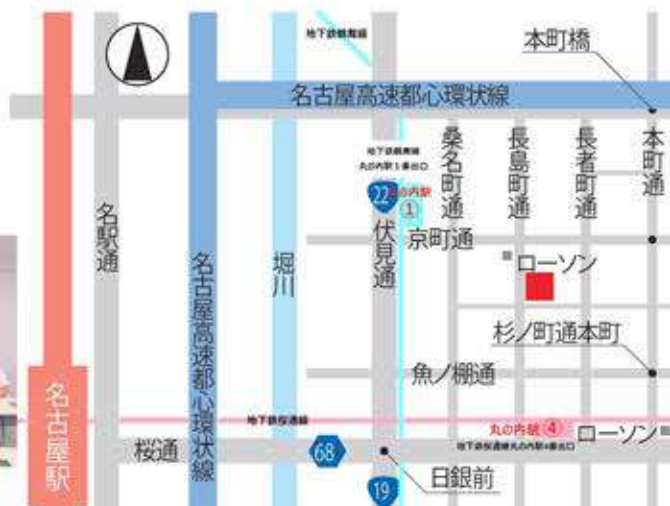 地下鉄鶴舞線
本町橋
名古屋高速都心環状線
地下鉄鶴舞線
丸の内駅1番出口
桑名町通
長島町通
長者町通
本町通
22
丸の内駅
①
名駅通
伏見通
京町通
堀川
名古屋高速都心環状線
ローソン
杉ノ町通本町
魚ノ棚通
名古屋駅
地下鉄桜通線
丸の内駅④
ローソン
地下鉄桜通線丸の内駅4番出口
桜通
68
日銀前
19